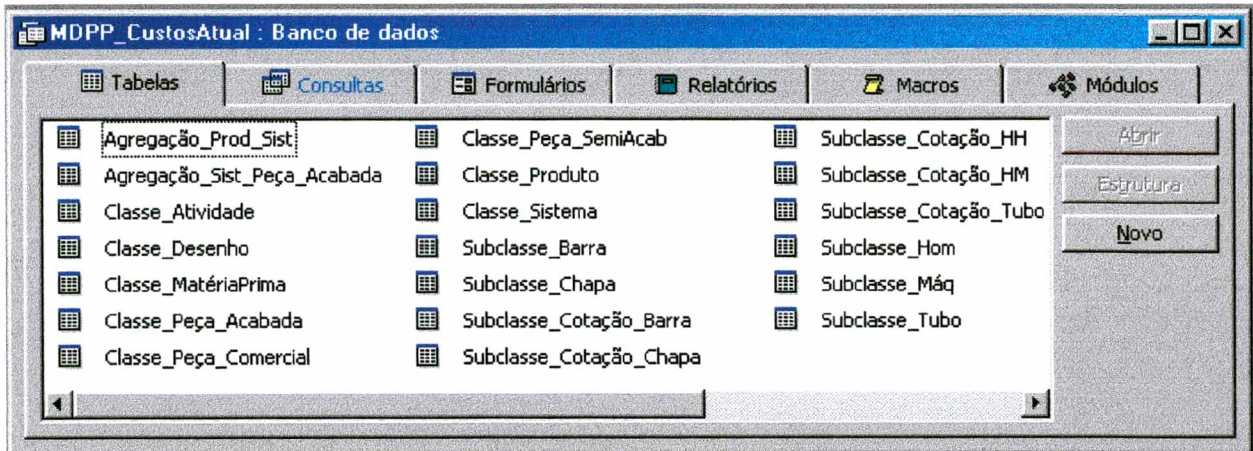 MDPP_CustosAtual : Banco de dados
Tabelas Consultas Formulários Relatórios Macros Módulos
Agregação_Prod_Sist Classe_Peça_SemiAcab Subclasse_Cotação_HH Abrir
Agregação_Sist_Peça_Acabada Classe_Produto Subclasse_Cotação_HM Estrutura
Classe_Atividade Classe_Sistema Subclasse_Cotação_Tubo Novo
Classe_Desenho Subclasse_Barra Subclasse_Hom
Classe_MatériaPrima Subclasse_Chapa Subclasse_Máq
Classe_Peça_Acabada Subclasse_Cotação_Barra Subclasse_Tubo
Classe_Peça_Comercial Subclasse_Cotação_Chapa